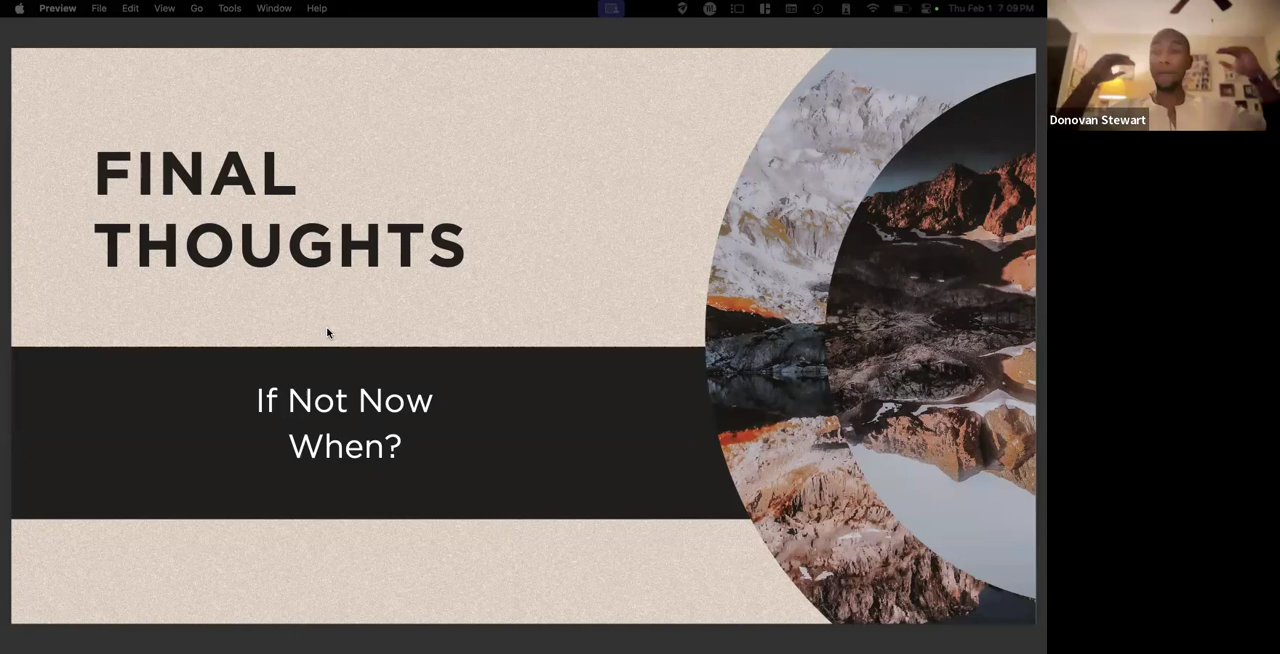 Preview File Edit View Go Tools Window Help Thu Feb 1 7:09 PM
Donovan Stewart
FINAL
THOUGHTS
If Not Now
When?